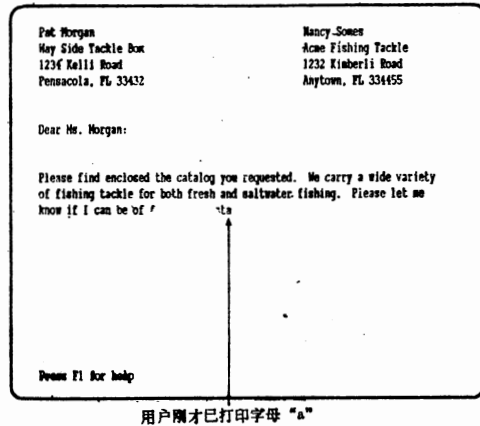 Pat Morgan
Way Side Tackle Box
1234 Kelli Road
Pensacola, FL 33432
Nancy Somes
Acme Fishing Tackle
1232 Kimberli Road
Anytown, FL 334455
Dear Ms. Morgan:
Please find enclosed the catalog you requested. We carry a wide variety
of fishing tackle for both fresh and saltwater fishing. Please let me
know if I can be of
Press F1 for help
用户刚才已打印字母 “a”